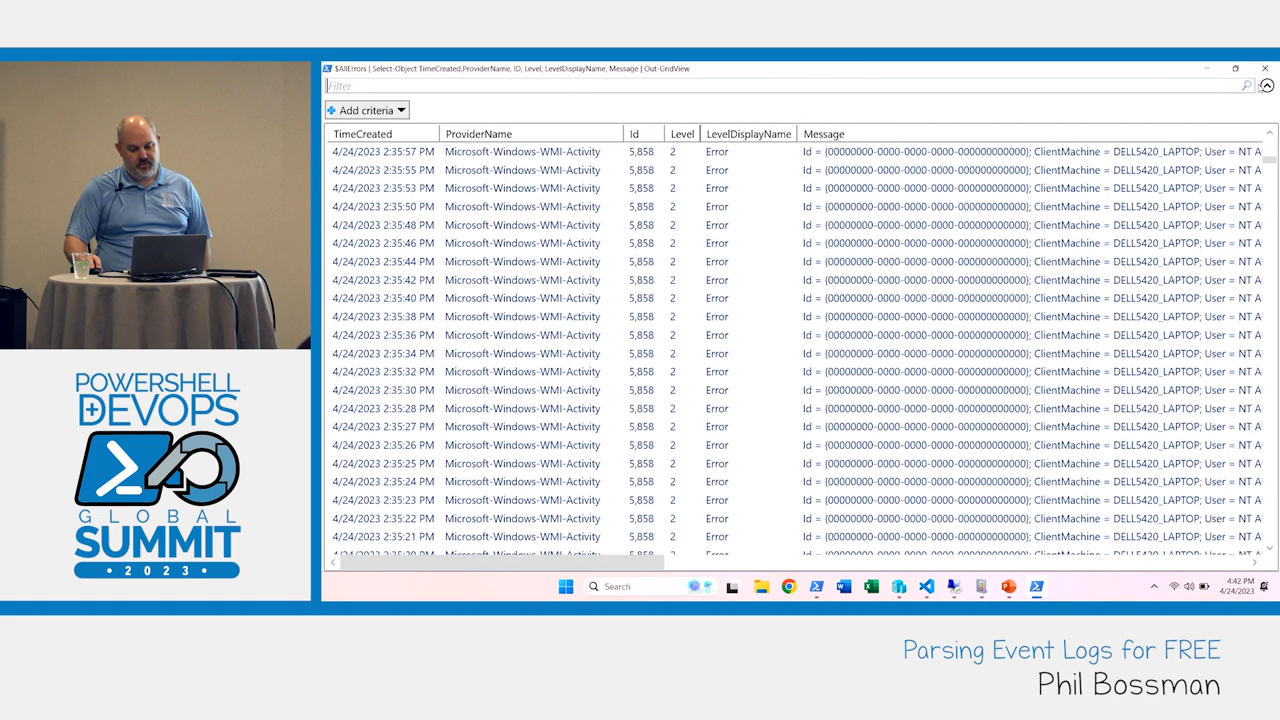 $AllErrors | Select-Object TimeCreated,ProviderName, ID, Level, LevelDisplayName, Message | Out-GridView
Filter
Add criteria
TimeCreated ProviderName Id Level LevelDisplayName Message
4/24/2023 2:35:57 PM Microsoft-Windows-WMI-Activity 5,858 2 Error Id = {00000000-0000-0000-0000-000000000000}; ClientMachine = DELL5420_LAPTOP; User = NT A
4/24/2023 2:35:55 PM Microsoft-Windows-WMI-Activity 5,858 2 Error Id = {00000000-0000-0000-0000-000000000000}; ClientMachine = DELL5420_LAPTOP; User = NT A
4/24/2023 2:35:53 PM Microsoft-Windows-WMI-Activity 5,858 2 Error Id = {00000000-0000-0000-0000-000000000000}; ClientMachine = DELL5420_LAPTOP; User = NT A
4/24/2023 2:35:50 PM Microsoft-Windows-WMI-Activity 5,858 2 Error Id = {00000000-0000-0000-0000-000000000000}; ClientMachine = DELL5420_LAPTOP; User = NT A
4/24/2023 2:35:48 PM Microsoft-Windows-WMI-Activity 5,858 2 Error Id = {00000000-0000-0000-0000-000000000000}; ClientMachine = DELL5420_LAPTOP; User = NT A
4/24/2023 2:35:46 PM Microsoft-Windows-WMI-Activity 5,858 2 Error Id = {00000000-0000-0000-0000-000000000000}; ClientMachine = DELL5420_LAPTOP; User = NT A
4/24/2023 2:35:44 PM Microsoft-Windows-WMI-Activity 5,858 2 Error Id = {00000000-0000-0000-0000-000000000000}; ClientMachine = DELL5420_LAPTOP; User = NT A
4/24/2023 2:35:42 PM Microsoft-Windows-WMI-Activity 5,858 2 Error Id = {00000000-0000-0000-0000-000000000000}; ClientMachine = DELL5420_LAPTOP; User = NT A
4/24/2023 2:35:40 PM Microsoft-Windows-WMI-Activity 5,858 2 Error Id = {00000000-0000-0000-0000-000000000000}; ClientMachine = DELL5420_LAPTOP; User = NT A
4/24/2023 2:35:38 PM Microsoft-Windows-WMI-Activity 5,858 2 Error Id = {00000000-0000-0000-0000-000000000000}; ClientMachine = DELL5420_LAPTOP; User = NT A
4/24/2023 2:35:36 PM Microsoft-Windows-WMI-Activity 5,858 2 Error Id = {00000000-0000-0000-0000-000000000000}; ClientMachine = DELL5420_LAPTOP; User = NT A
4/24/2023 2:35:34 PM Microsoft-Windows-WMI-Activity 5,858 2 Error Id = {00000000-0000-0000-0000-000000000000}; ClientMachine = DELL5420_LAPTOP; User = NT A
4/24/2023 2:35:32 PM Microsoft-Windows-WMI-Activity 5,858 2 Error Id = {00000000-0000-0000-0000-000000000000}; ClientMachine = DELL5420_LAPTOP; User = NT A
4/24/2023 2:35:30 PM Microsoft-Windows-WMI-Activity 5,858 2 Error Id = {00000000-0000-0000-0000-000000000000}; ClientMachine = DELL5420_LAPTOP; User = NT A
4/24/2023 2:35:28 PM Microsoft-Windows-WMI-Activity 5,858 2 Error Id = {00000000-0000-0000-0000-000000000000}; ClientMachine = DELL5420_LAPTOP; User = NT A
4/24/2023 2:35:27 PM Microsoft-Windows-WMI-Activity 5,858 2 Error Id = {00000000-0000-0000-0000-000000000000}; ClientMachine = DELL5420_LAPTOP; User = NT A
4/24/2023 2:35:26 PM Microsoft-Windows-WMI-Activity 5,858 2 Error Id = {00000000-0000-0000-0000-000000000000}; ClientMachine = DELL5420_LAPTOP; User = NT A
4/24/2023 2:35:25 PM Microsoft-Windows-WMI-Activity 5,858 2 Error Id = {00000000-0000-0000-0000-000000000000}; ClientMachine = DELL5420_LAPTOP; User = NT A
4/24/2023 2:35:24 PM Microsoft-Windows-WMI-Activity 5,858 2 Error Id = {00000000-0000-0000-0000-000000000000}; ClientMachine = DELL5420_LAPTOP; User = NT A
4/24/2023 2:35:23 PM Microsoft-Windows-WMI-Activity 5,858 2 Error Id = {00000000-0000-0000-0000-000000000000}; ClientMachine = DELL5420_LAPTOP; User = NT A
4/24/2023 2:35:22 PM Microsoft-Windows-WMI-Activity 5,858 2 Error Id = {00000000-0000-0000-0000-000000000000}; ClientMachine = DELL5420_LAPTOP; User = NT A
4/24/2023 2:35:21 PM Microsoft-Windows-WMI-Activity 5,858 2 Error Id = {00000000-0000-0000-0000-000000000000}; ClientMachine = DELL5420_LAPTOP; User = NT A
Search
4:42 PM
4/24/2023
POWERSHELL
+DEVOPS
GLOBAL
SUMMIT
• 2023 •
Parsing Event Logs for FREE
Phil Bossman